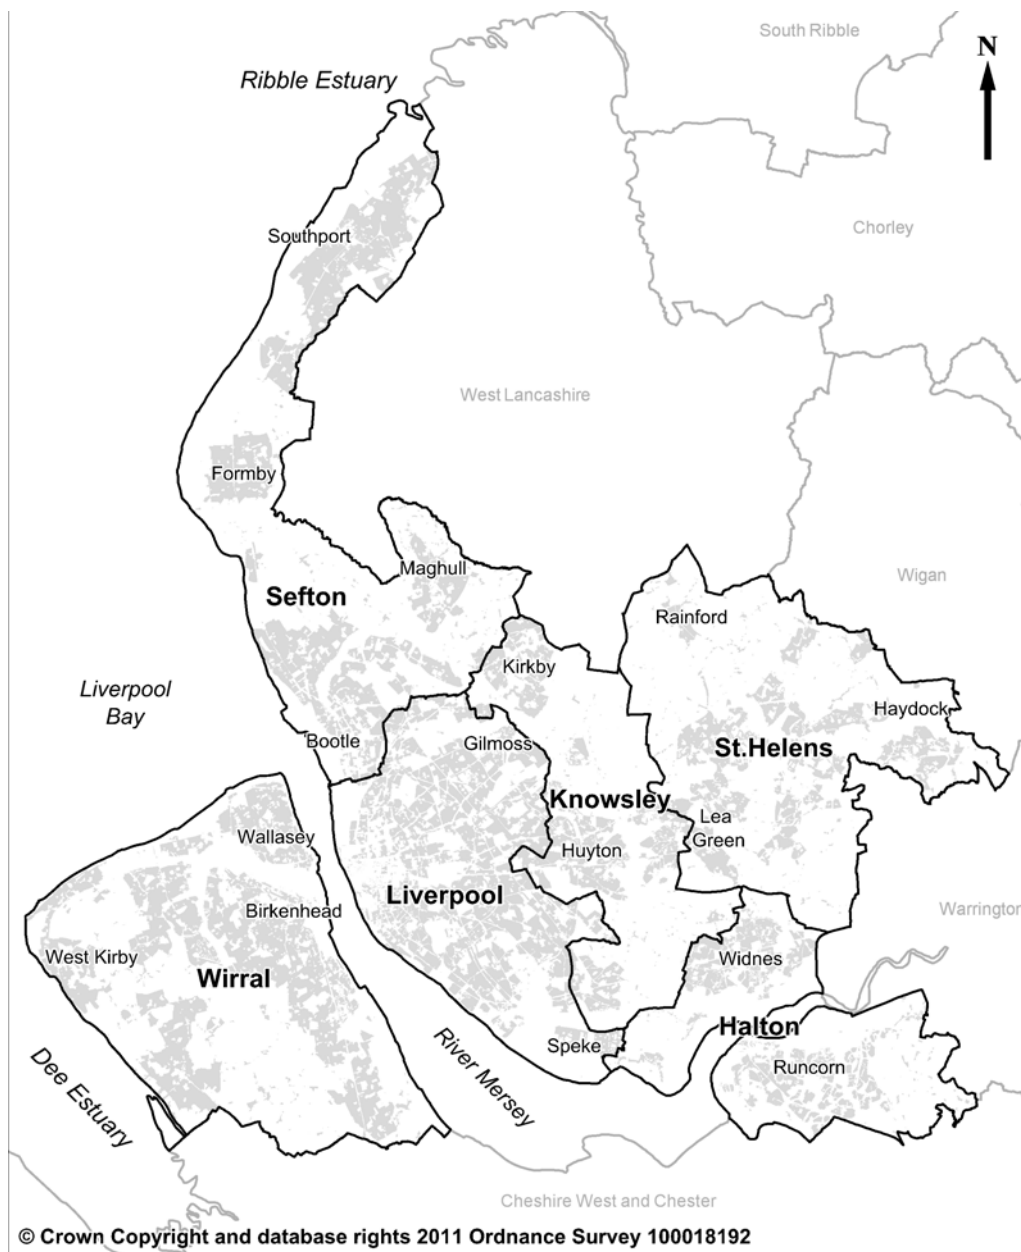 South Ribble
N
Ribble Estuary
Chorley
Southport
West Lancashire
Formby
Maghull
Wigan
Sefton
Rainford
Kirkby
Liverpool
Bay
Haydock
Bootle
Gilmoss
St.Helens
Knowsley
Lea
Green
Wallasey
Huyton
Liverpool
Birkenhead
Warrington
West Kirby
Widnes
Wirral
Halton
River Mersey
Speke
Runcorn
Dee Estuary
Cheshire West and Chester
© Crown Copyright and database rights 2011 Ordnance Survey 100018192